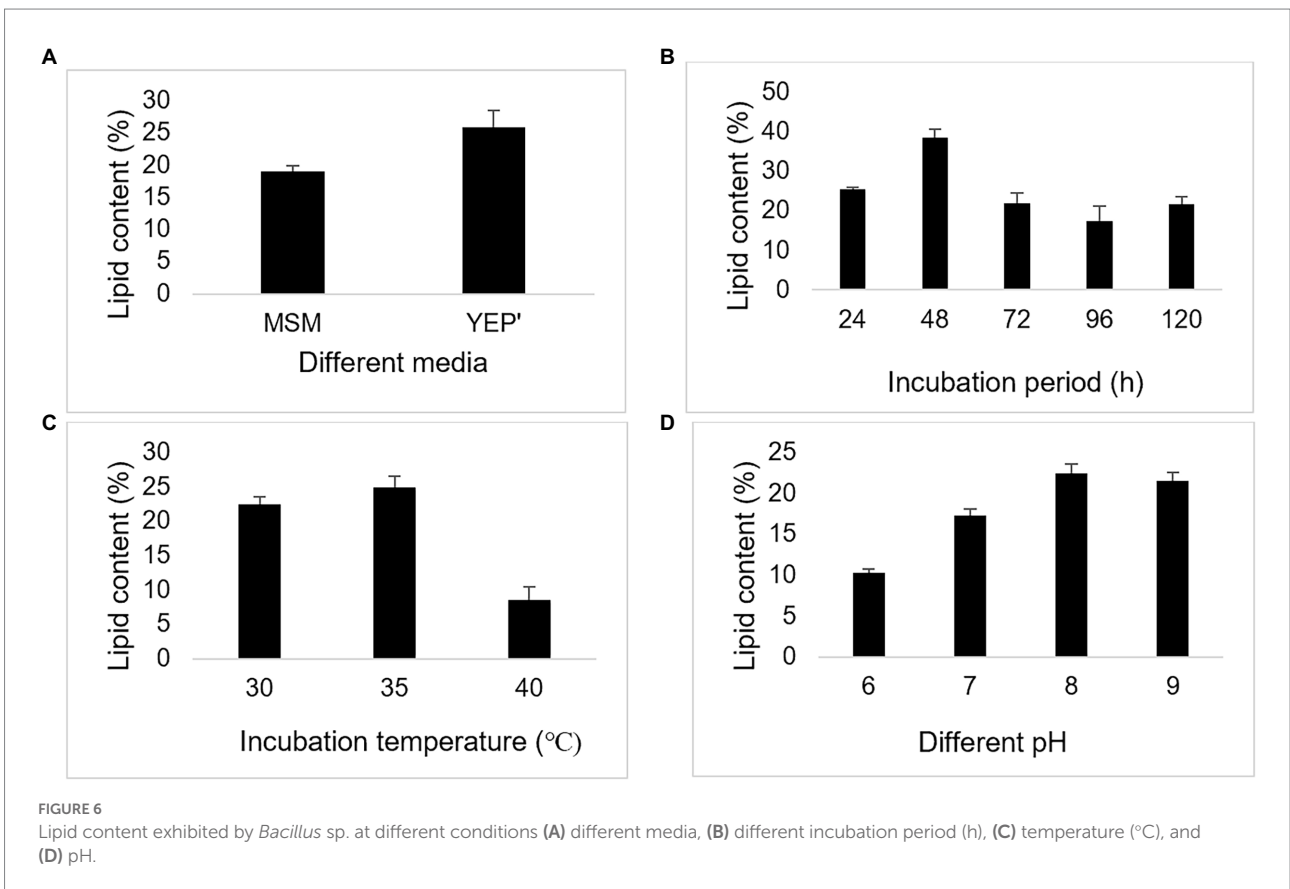 A
Lipid content (%)
30
25
20
15
10
5
0
MSM YEP'
Different media
B
Lipid content (%)
50
40
30
20
10
0
24 48 72 96 120
Incubation period (h)
C
Lipid content (%)
30
25
20
15
10
5
0
30 35 40
Incubation temperature (°C)
D
Lipid content (%)
25
20
15
10
5
0
6 7 8 9
Different pH
FIGURE 6
Lipid content exhibited by Bacillus sp. at different conditions (A) different media, (B) different incubation period (h), (C) temperature (°C), and
(D) pH.